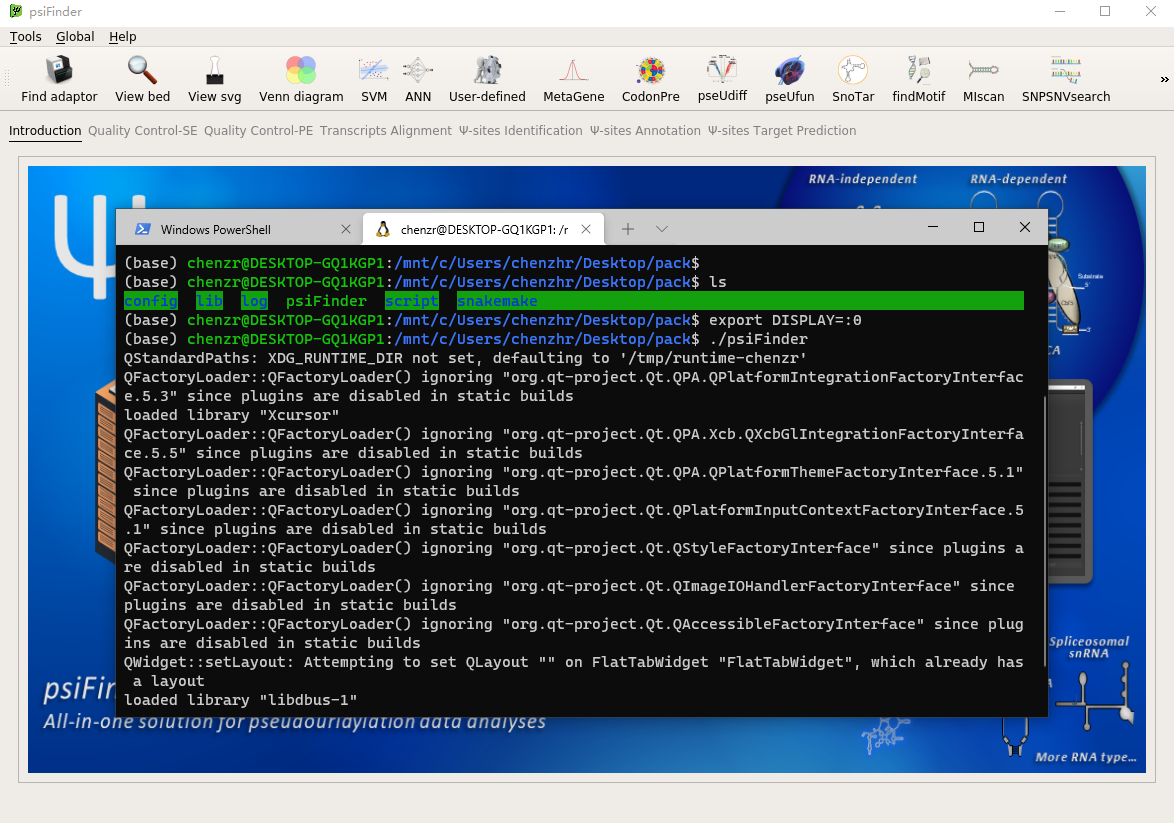 psiFinder
Tools Global Help
Find adaptor View bed View svg Venn diagram SVM ANN User-defined MetaGene CodonPre pseUdiff pseUfun SnoTar findMotif MIscan SNPSNVsearch
Introduction Quality Control-SE Quality Control-PE Transcripts Alignment Ψ-sites Identification Ψ-sites Annotation Ψ-sites Target Prediction
RNA-independent RNA-dependent
Ψ
Windows PowerShell
chenzr@DESKTOP-GQ1KGP1: /r
(base) chenzr@DESKTOP-GQ1KGP1:/mnt/c/Users/chenzhr/Desktop/pack$
(base) chenzr@DESKTOP-GQ1KGP1:/mnt/c/Users/chenzhr/Desktop/pack$ ls
config lib log psiFinder script snakemake
(base) chenzr@DESKTOP-GQ1KGP1:/mnt/c/Users/chenzhr/Desktop/pack$ export DISPLAY=:0
(base) chenzr@DESKTOP-GQ1KGP1:/mnt/c/Users/chenzhr/Desktop/pack$ ./psiFinder
QStandardPaths: XDG_RUNTIME_DIR not set, defaulting to '/tmp/runtime-chenzr'
QFactoryLoader::QFactoryLoader() ignoring "org.qt-project.Qt.QPA.QPlatformIntegrationFactoryInterfac
e.5.3" since plugins are disabled in static builds
loaded library "Xcursor"
QFactoryLoader::QFactoryLoader() ignoring "org.qt-project.Qt.QPA.Xcb.QXcbGlIntegrationFactoryInterfa
ce.5.5" since plugins are disabled in static builds
QFactoryLoader::QFactoryLoader() ignoring "org.qt-project.Qt.QPA.QPlatformThemeFactoryInterface.5.1"
since plugins are disabled in static builds
QFactoryLoader::QFactoryLoader() ignoring "org.qt-project.Qt.QPlatformInputContextFactoryInterface.5
.1" since plugins are disabled in static builds
QFactoryLoader::QFactoryLoader() ignoring "org.qt-project.Qt.QStyleFactoryInterface" since plugins a
re disabled in static builds
QFactoryLoader::QFactoryLoader() ignoring "org.qt-project.Qt.QImageIOHandlerFactoryInterface" since
plugins are disabled in static builds
QFactoryLoader::QFactoryLoader() ignoring "org.qt-project.Qt.QAccessibleFactoryInterface" since plug
ins are disabled in static builds
QWidget::setLayout: Attempting to set QLayout "" on FlatTabWidget "FlatTabWidget", which already has
a layout
loaded library "libdbus-1"
Substrate
Cbf5
3'
CA
Spliceosomal
snRNA
psiFin
All-in-one solution for pseudouridylation data analyses
More RNA type...